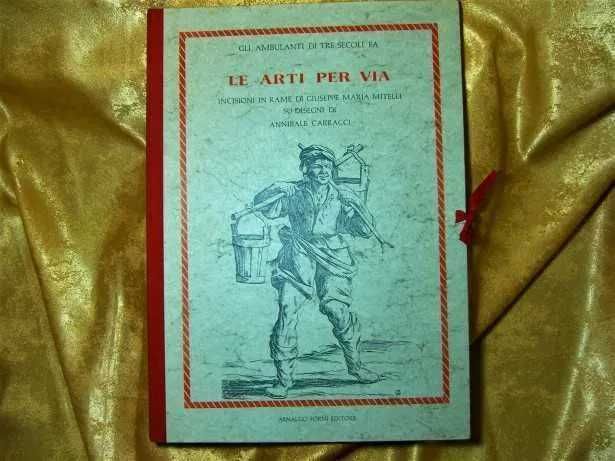 GLI AMBULANTI DI TRE SECOLI FA
LE ARTI PER VIA
INCISIONI IN RAME DI GIUSEPPE MARIA MITELLI
SU DISEGNI DI
ANNIBALE CARRACCI
ARNALDO FORNI EDITORE